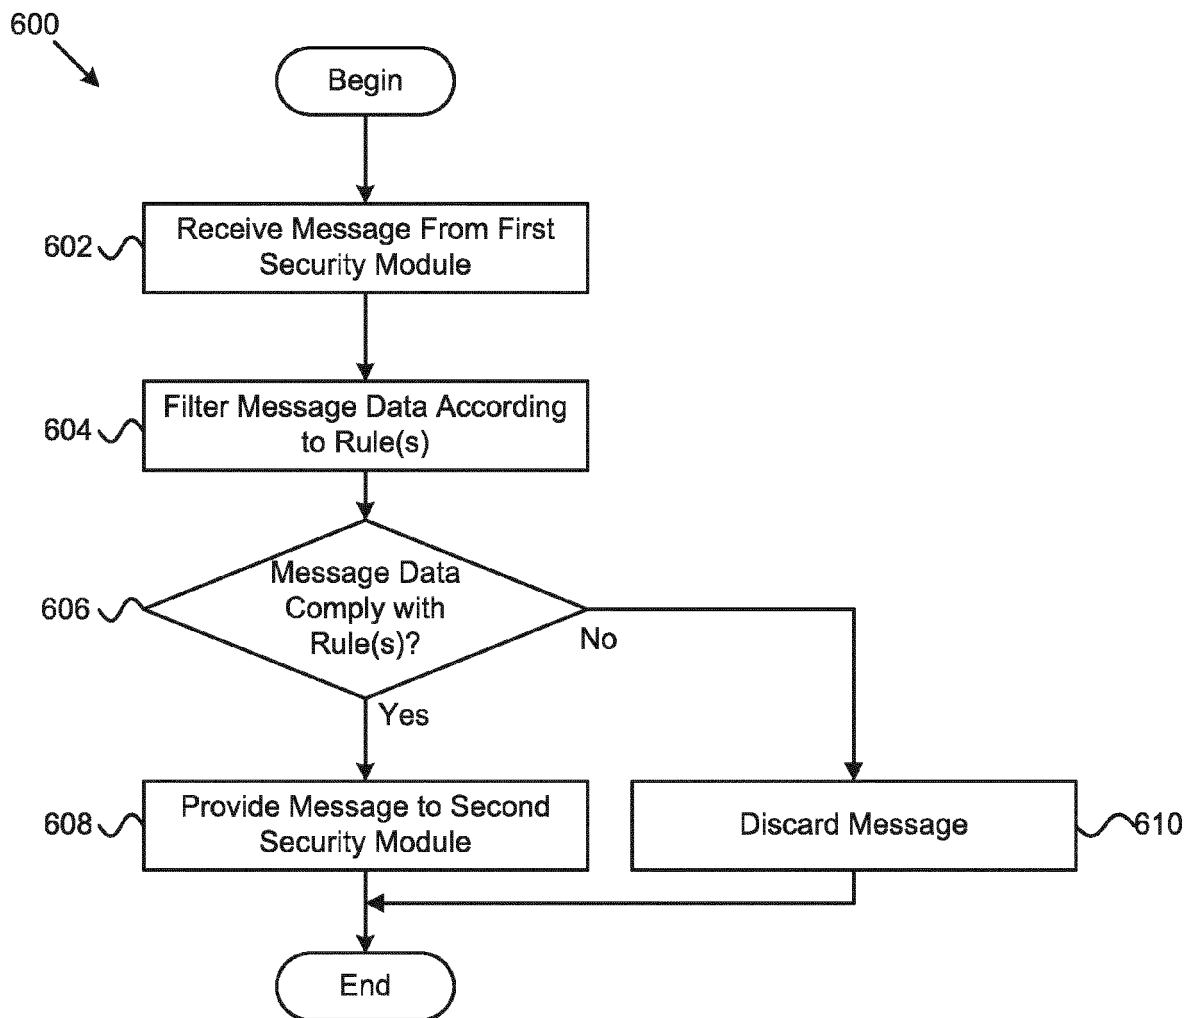 600
Begin
602
Receive Message From First
Security Module
604
Filter Message Data According
to Rule(s)
606
Message Data
Comply with
Rule(s)?
No
Yes
608
Provide Message to Second
Security Module
Discard Message
610
End